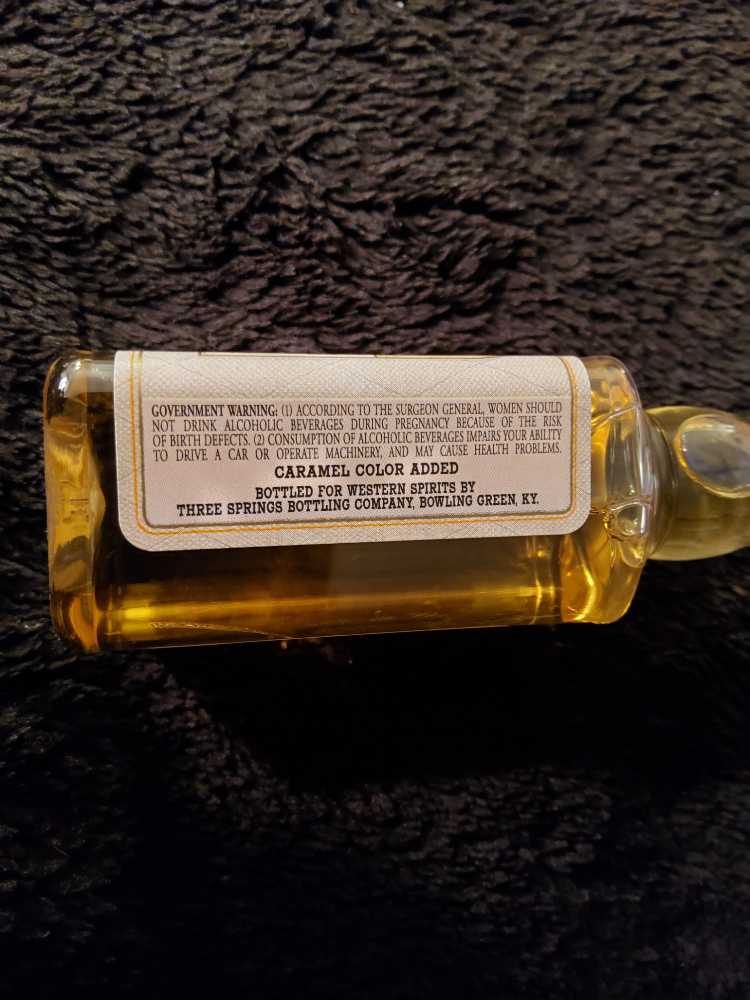 GOVERNMENT WARNING: (1) ACCORDING TO THE SURGEON GENERAL, WOMEN SHOULD
NOT DRINK ALCOHOLIC BEVERAGES DURING PREGNANCY BECAUSE OF THE RISK
OF BIRTH DEFECTS. (2) CONSUMPTION OF ALCOHOLIC BEVERAGES IMPAIRS YOUR ABILITY
TO DRIVE A CAR OR OPERATE MACHINERY, AND MAY CAUSE HEALTH PROBLEMS.
CARAMEL COLOR ADDED
BOTTLED FOR WESTERN SPIRITS BY
THREE SPRINGS BOTTLING COMPANY, BOWLING GREEN, KY.